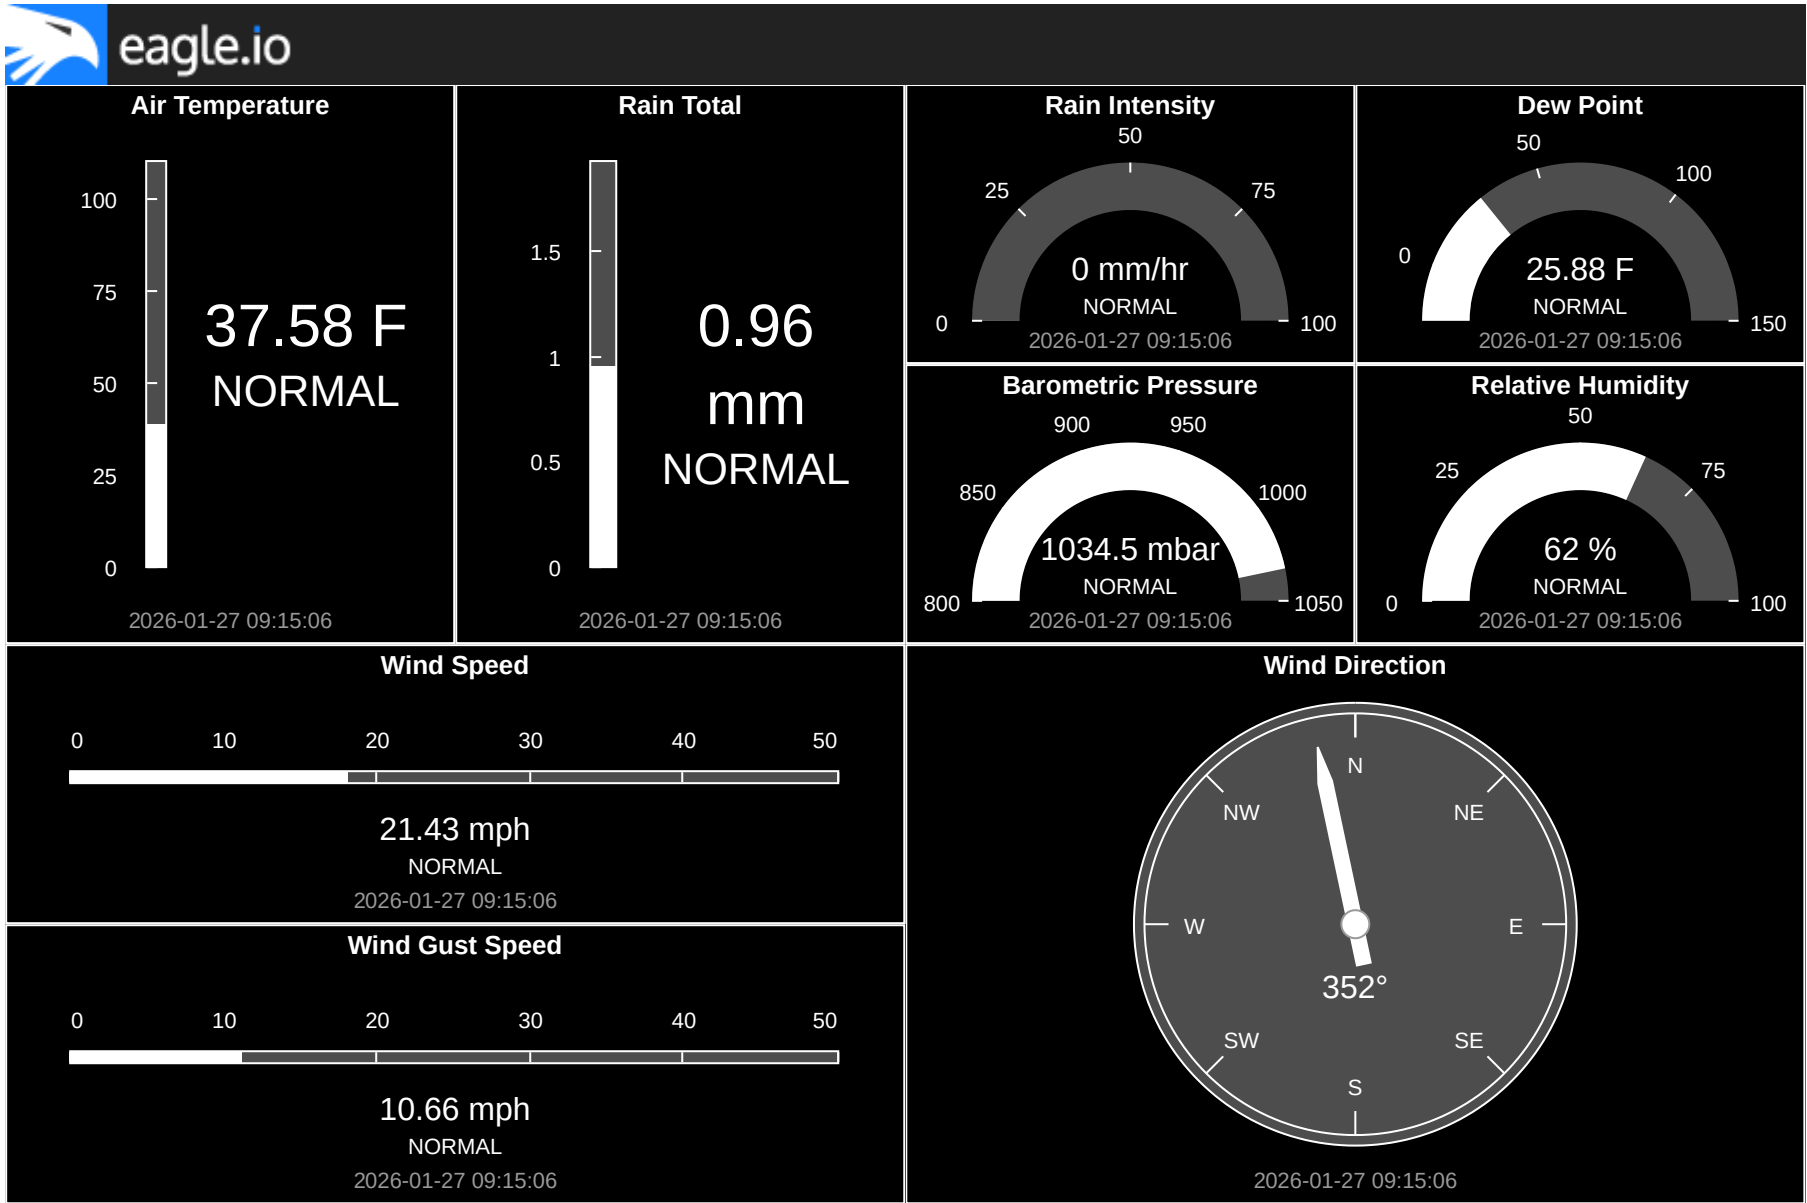 eagle.io
Air Temperature
100
75
50
25
0
37.58 F
NORMAL
2026-01-27 09:15:06
Rain Total
1.5
1
0.5
0
0.96
mm
NORMAL
2026-01-27 09:15:06
Rain Intensity
50
25
75
0
100
0 mm/hr
NORMAL
2026-01-27 09:15:06
Dew Point
50
100
0
150
25.88 F
NORMAL
2026-01-27 09:15:06
Barometric Pressure
900
950
850
1000
800
1050
1034.5 mbar
NORMAL
2026-01-27 09:15:06
Relative Humidity
50
25
75
0
100
62 %
NORMAL
2026-01-27 09:15:06
Wind Speed
0 10 20 30 40 50
21.43 mph
NORMAL
2026-01-27 09:15:06
Wind Gust Speed
0 10 20 30 40 50
10.66 mph
NORMAL
2026-01-27 09:15:06
Wind Direction
N
NW
NE
W
E
352°
SW
SE
S
2026-01-27 09:15:06